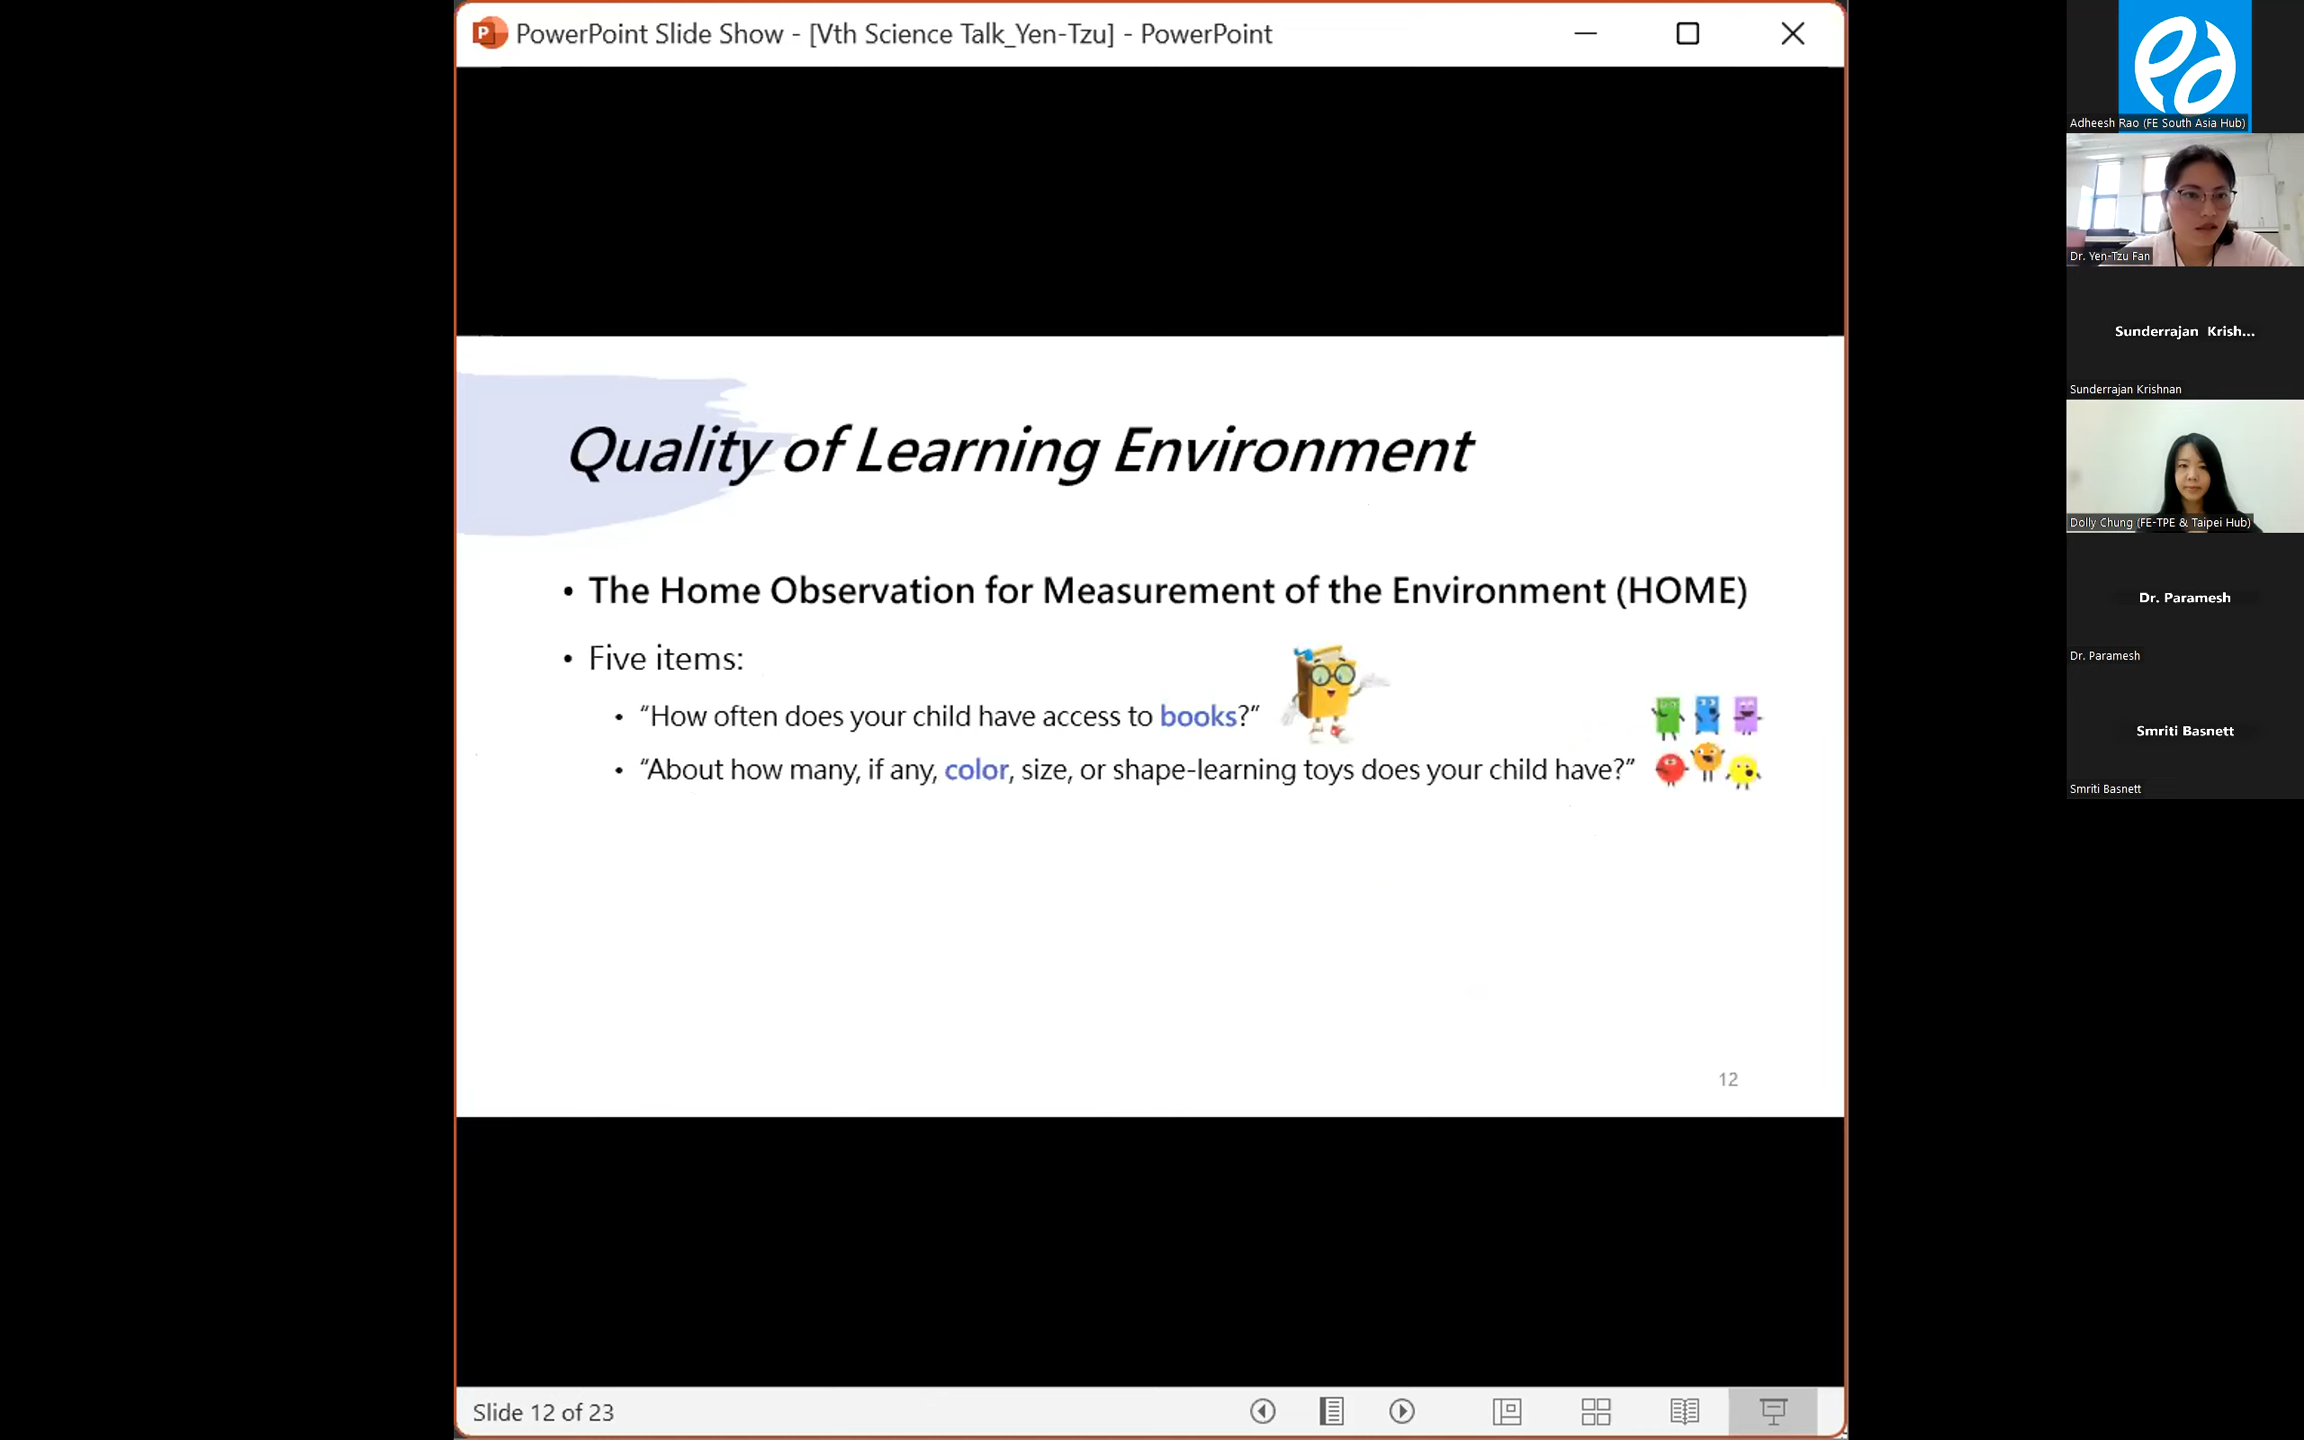 PowerPoint Slide Show - [Vth Science Talk_Yen-Tzu] - PowerPoint
Quality of Learning Environment
• The Home Observation for Measurement of the Environment (HOME)
• Five items:
• “How often does your child have access to books?”
• “About how many, if any, color, size, or shape-learning toys does your child have?”
12
Slide 12 of 23
Adheesh Rao (FE South Asia Hub)
Dr. Yen-Tzu Fan
Sunderrajan Krish...
Sunderrajan Krishnan
Dolly Chung (FE-TPE & Taipei Hub)
Dr. Paramesh
Dr. Paramesh
Smriti Basnett
Smriti Basnett